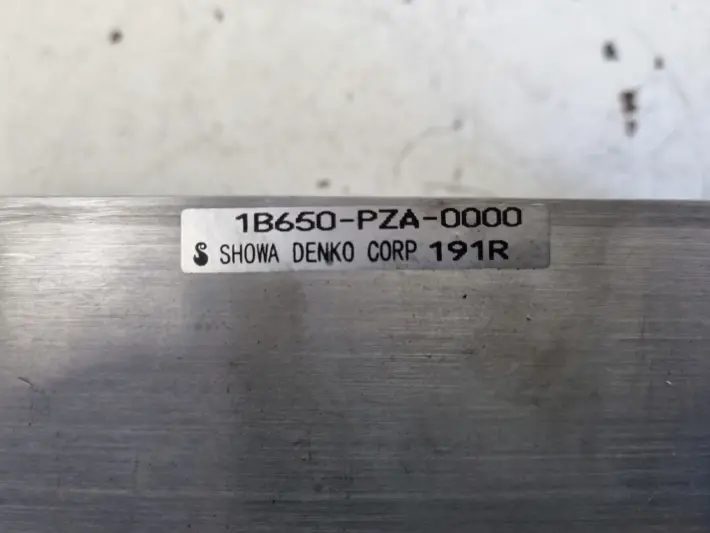 1B650-PZA-0000
SHOWA DENKO CORP 191R